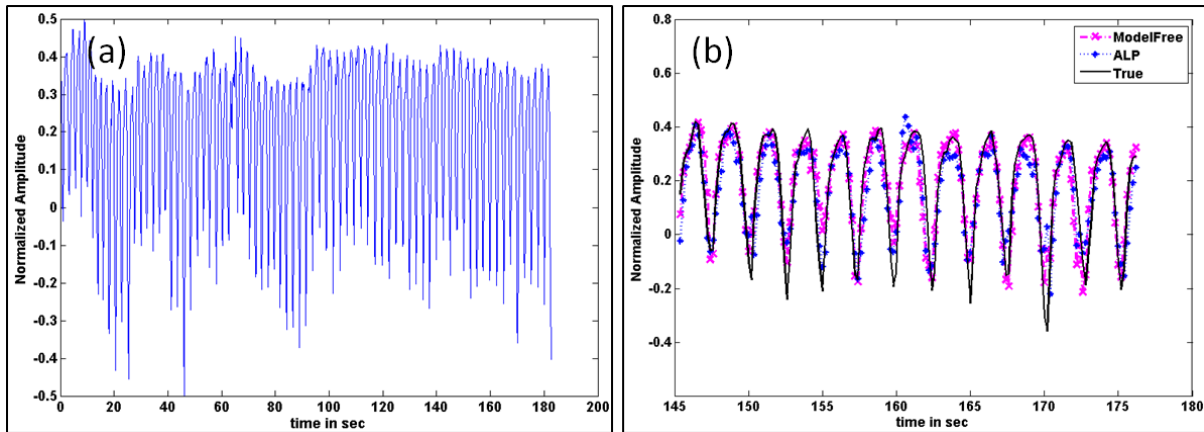 (a)
Normalized Amplitude
0.5
0.4
0.3
0.2
0.1
0
-0.1
-0.2
-0.3
-0.4
-0.5
0 20 40 60 80 100 120 140 160 180 200
time in sec
(b)
ModelFree
ALP
True
Normalized Amplitude
0.8
0.6
0.4
0.2
0
-0.2
-0.4
145 150 155 160 165 170 175 180
time in sec